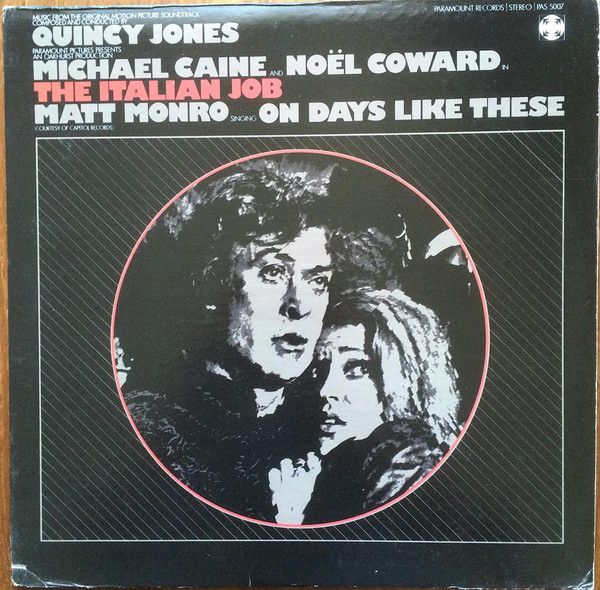 MUSIC FROM THE ORIGINAL MOTION PICTURE SOUNDTRACK
COMPOSED AND CONDUCTED BY
QUINCY JONES
PARAMOUNT RECORDS | STEREO | PAS 5007
PARAMOUNT PICTURES PRESENTS
AN OAKHURST PRODUCTION
MICHAEL CAINE AND NOËL COWARD IN
THE ITALIAN JOB
MATT MONRO SINGING ON DAYS LIKE THESE
(COURTESY OF CAPITOL RECORDS)